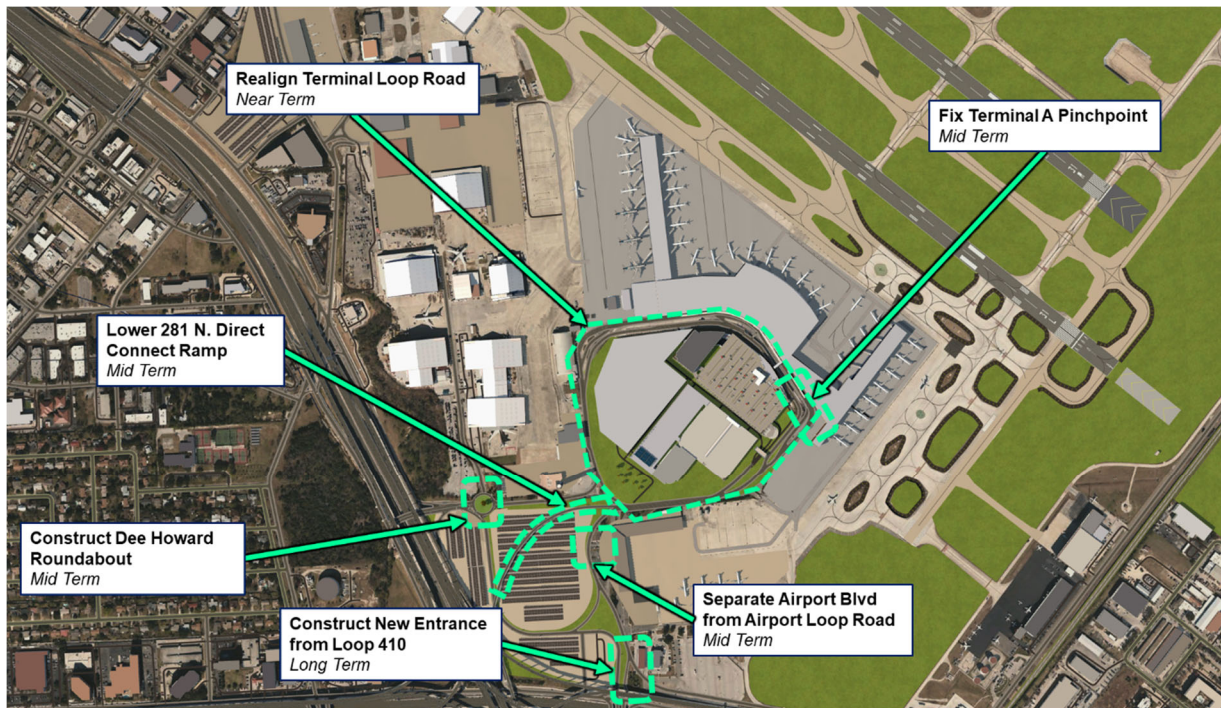 Realign Terminal Loop Road
Near Term
Fix Terminal A Pinchpoint
Mid Term
Lower 281 N. Direct
Connect Ramp
Mid Term
Construct Dee Howard
Roundabout
Mid Term
Construct New Entrance
from Loop 410
Long Term
Separate Airport Blvd
from Airport Loop Road
Mid Term